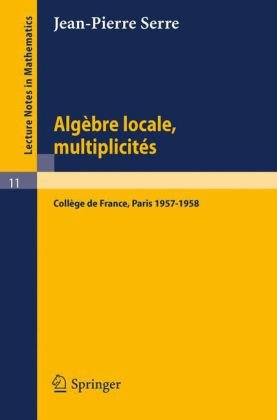 Jean-Pierre Serre
Lecture Notes in Mathematics
Algèbre locale,
multiplicités
11
Collège de France, Paris 1957-1958
Springer